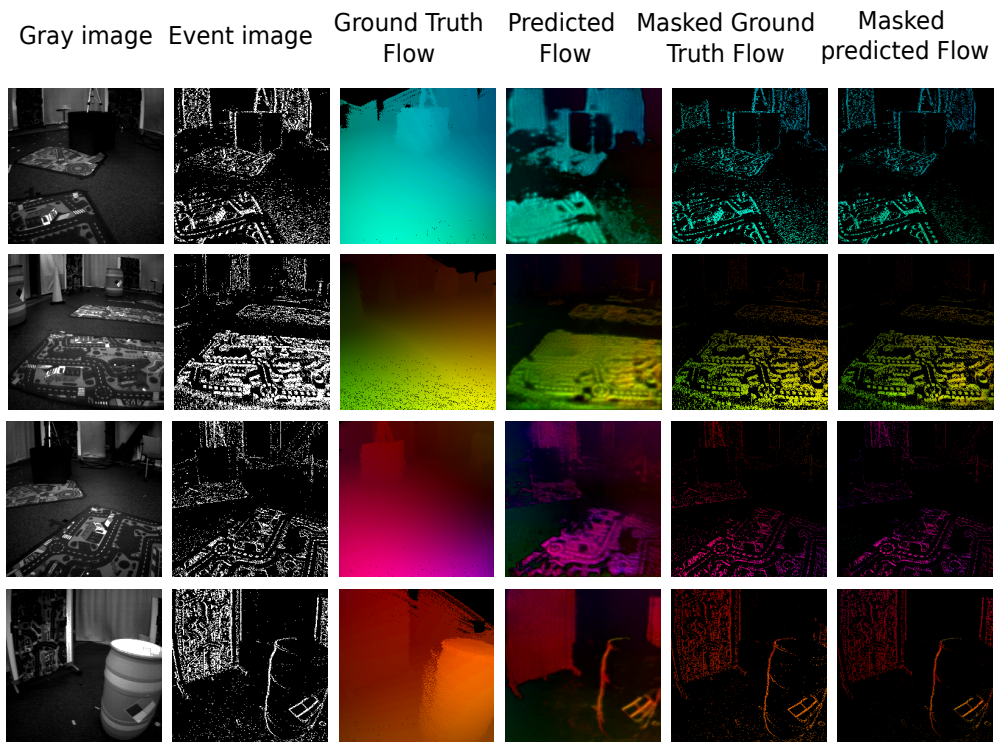 Gray image
Event image
Ground Truth
Flow
Predicted
Flow
Masked Ground
Truth Flow
Masked
predicted Flow